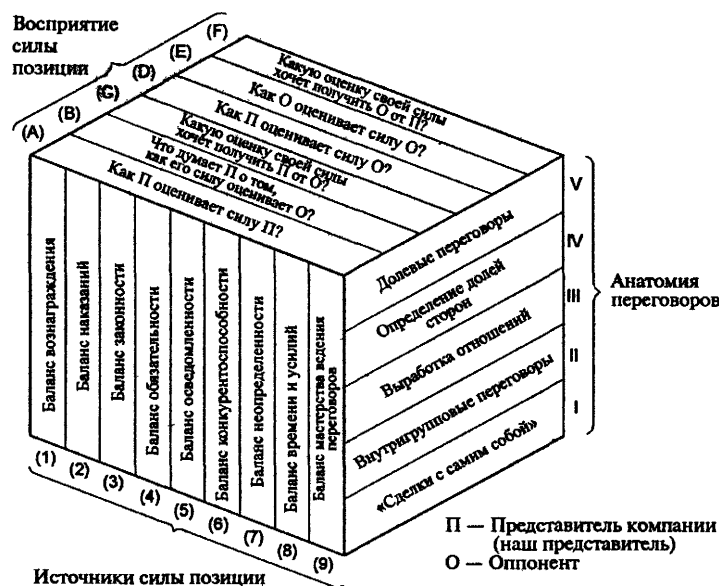 Восприятие
силы
позиции
(A)
(B)
(C)
(D)
(E)
(F)
Какую оценку своей силы
хочет получить О от П?
Как О оценивает силу О?
Как П оценивает силу О?
Какую оценку своей силы
хочет получить П от О?
Что думает П о том,
как его силу оценивает О?
Как П оценивает силу П?
Баланс вознаграждения
Баланс наказаний
Баланс законности
Баланс обязательности
Баланс осведомленности
Баланс конкурентоспособности
Баланс неопределенности
Баланс времени и усилий
Баланс мастерства ведения
переговоров
(1)
(2)
(3)
(4)
(5)
(6)
(7)
(8)
(9)
Источники силы позиции
Долевые переговоры
Определение долей
сторон
Выработка отношений
Внутригрупповые переговоры
«Сделки с самим собой»
V
IV
III
II
I
Анатомия
переговоров
П — Представитель компании
(наш представитель)
О — Оппонент